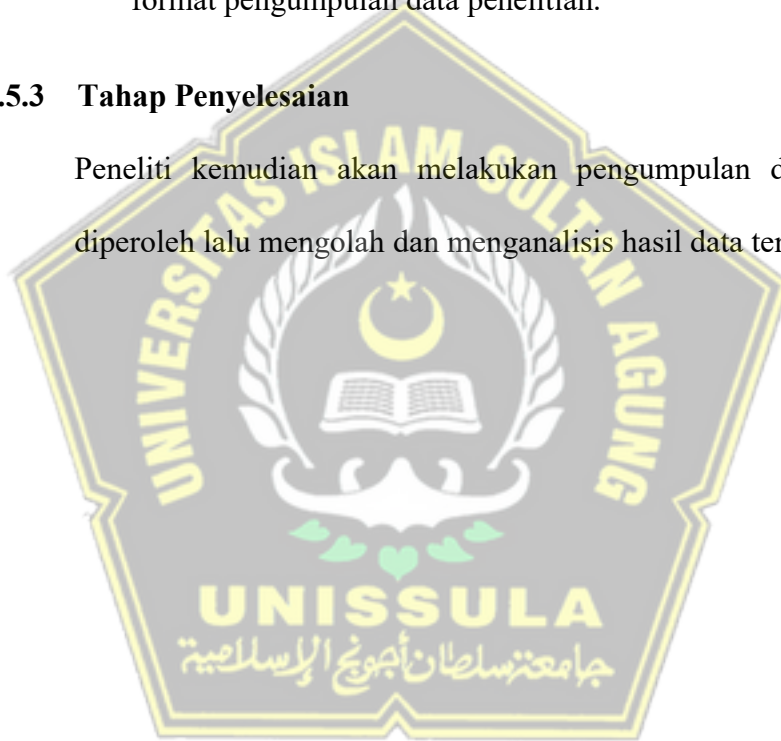 format pengumpulan data penelitian.
.5.3 Tahap Penyelesaian
Peneliti kemudian akan melakukan pengumpulan
diperoleh lalu mengolah dan menganalisis hasil data
UNIVERSITAS ISLAM SULTAN AGUNG
UNISSULA
جامعة سلطان أجونج الإسلامية